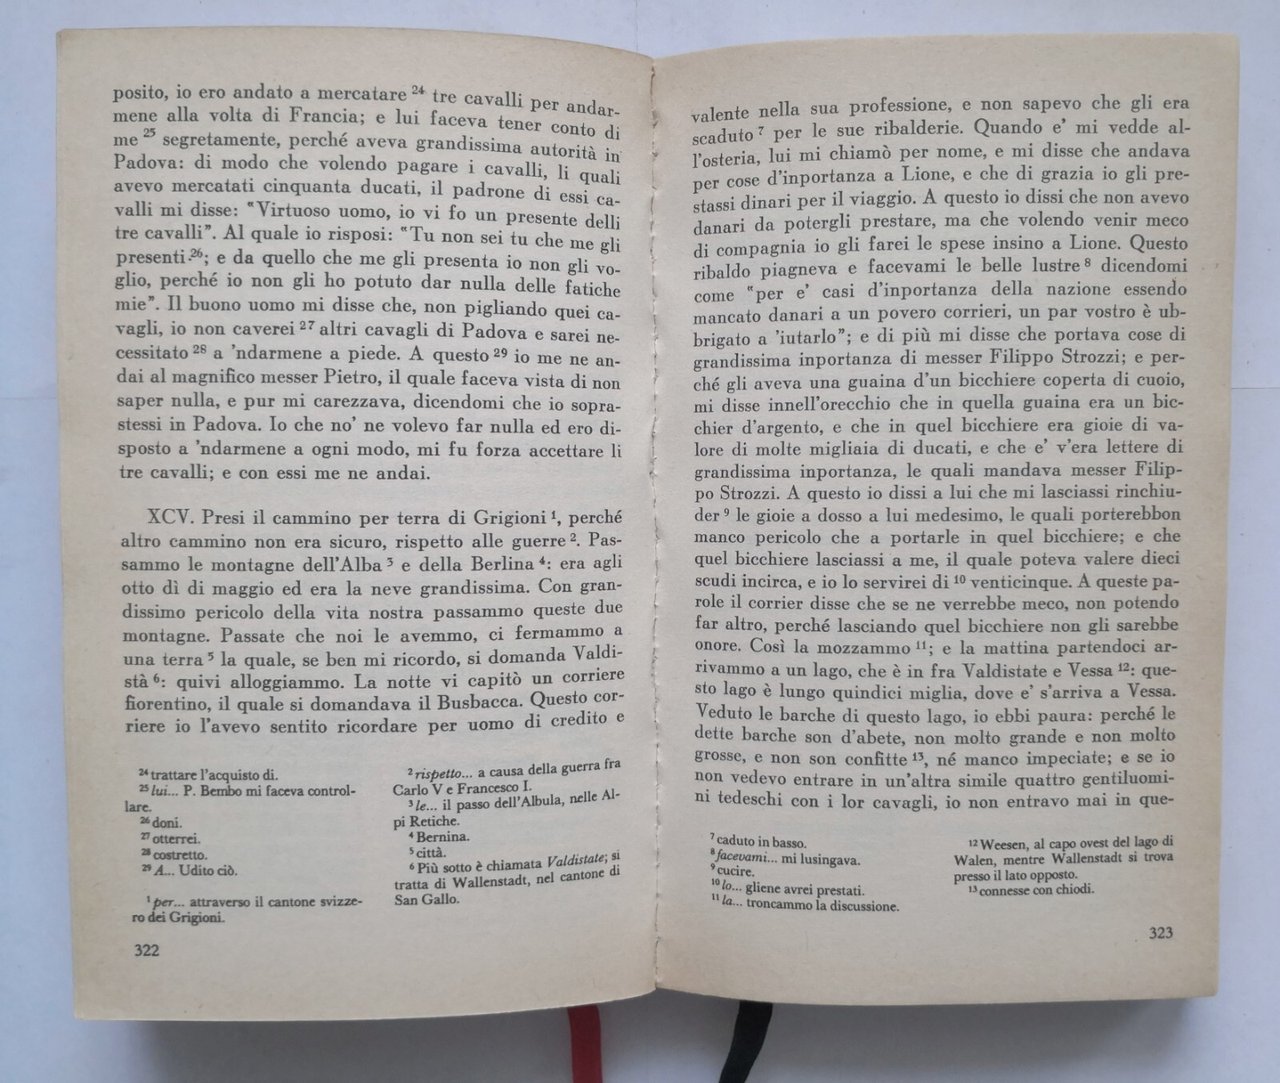 posito, io ero andato a mercatare ²⁴ tre cavalli per andar-
mene alla volta di Francia; e lui faceva tener conto di
me ²⁵ segretamente, perché aveva grandissima autorità in
Padova: di modo che volendo pagare i cavalli, li quali
avevo mercatati cinquanta ducati, il padrone di essi ca-
valli mi disse: "Virtuoso uomo, io vi fo un presente delli
tre cavalli". Al quale io risposi: "Tu non sei tu che me gli
presenti ²⁶; e da quello che me gli presenta io non gli vo-
glio, perché io non gli ho potuto dar nulla delle fatiche
mie". Il buono uomo mi disse che, non pigliando quei ca-
vagli, io non caverei ²⁷ altri cavagli di Padova e sarei ne-
cessitato ²⁸ a 'ndarmene a piede. A questo ²⁹ io me ne an-
dai al magnifico messer Pietro, il quale faceva vista di non
saper nulla, e pur mi carezzava, dicendomi che io sopra-
stessi in Padova. Io che no' ne volevo far nulla ed ero di-
sposto a 'ndarmene a ogni modo, mi fu forza accettare li
tre cavalli; e con essi me ne andai.
XCV. Presi il cammino per terra di Grigioni ¹, perché
altro cammino non era sicuro, rispetto alle guerre ². Pas-
sammo le montagne dell'Alba ³ e della Berlina ⁴: era agli
otto dì di maggio ed era la neve grandissima. Con gran-
dissimo pericolo della vita nostra passammo queste due
montagne. Passate che noi le avemmo, ci fermammo a
una terra ⁵ la quale, se ben mi ricordo, si domanda Valdi-
stà ⁶: quivi alloggiammo. La notte vi capitò un corriere
fiorentino, il quale si domandava il Busbacca. Questo cor-
riere io l'avevo sentito ricordare per uomo di credito e
²⁴ trattare l'acquisto di.
²⁵ lui... P. Bembo mi faceva control-
lare.
²⁶ doni.
²⁷ otterrei.
²⁸ costretto.
²⁹ A... Udito ciò.
¹ per... attraverso il cantone svizze-
ro dei Grigioni.
² rispetto... a causa della guerra fra
Carlo V e Francesco I.
³ le... il passo dell'Albula, nelle Al-
pi Retiche.
⁴ Bernina.
⁵ città.
⁶ Più sotto è chiamata Valdistate; si
tratta di Wallenstadt, nel cantone di
San Gallo.
322
valente nella sua professione, e non sapevo che gli era
scaduto ⁷ per le sue ribalderie. Quando e' mi vedde al-
l'osteria, lui mi chiamò per nome, e mi disse che andava
per cose d'inportanza a Lione, e che di grazia io gli pre-
stassi dinari per il viaggio. A questo io dissi che non avevo
danari da potergli prestare, ma che volendo venir meco
di compagnia io gli farei le spese insino a Lione. Questo
ribaldo piagneva e facevami le belle lustre ⁸ dicendomi
come "per e' casi d'inportanza della nazione essendo
mancato danari a un povero corrieri, un par vostro è ub-
brigato a 'iutarlo"; e di più mi disse che portava cose di
grandissima inportanza di messer Filippo Strozzi; e per-
ché gli aveva una guaina d'un bicchiere coperta di cuoio,
mi disse innell'orecchio che in quella guaina era un bic-
chier d'argento, e che in quel bicchiere era gioie di va-
lore di molte migliaia di ducati, e che e' v'era lettere di
grandissima inportanza, le quali mandava messer Filip-
po Strozzi. A questo io dissi a lui che mi lasciassi rinchiu-
der ⁹ le gioie a dosso a lui medesimo, le quali porterebbon
manco pericolo che a portarle in quel bicchiere; e che
quel bicchiere lasciassi a me, il quale poteva valere dieci
scudi incirca, e io lo servirei di ¹⁰ venticinque. A queste pa-
role il corrier disse che se ne verrebbe meco, non potendo
far altro, perché lasciando quel bicchiere non gli sarebbe
onore. Così la mozzammo ¹¹; e la mattina partendoci ar-
rivammo a un lago, che è in fra Valdistate e Vessa ¹²: que-
sto lago è lungo quindici miglia, dove e' s'arriva a Vessa.
Veduto le barche di questo lago, io ebbi paura: perché le
dette barche son d'abete, non molto grande e non molto
grosse, e non son confitte ¹³, né manco impeciate; e se io
non vedevo entrare in un'altra simile quattro gentiluomi-
ni tedeschi con i lor cavagli, io non entravo mai in que-
⁷ caduto in basso.
⁸ facevami... mi lusingava.
⁹ cucire.
¹⁰ lo... gliene avrei prestati.
¹¹ la... troncammo la discussione.
¹² Weesen, al capo ovest del lago di
Walen, mentre Wallenstadt si trova
presso il lato opposto.
¹³ connesse con chiodi.
323